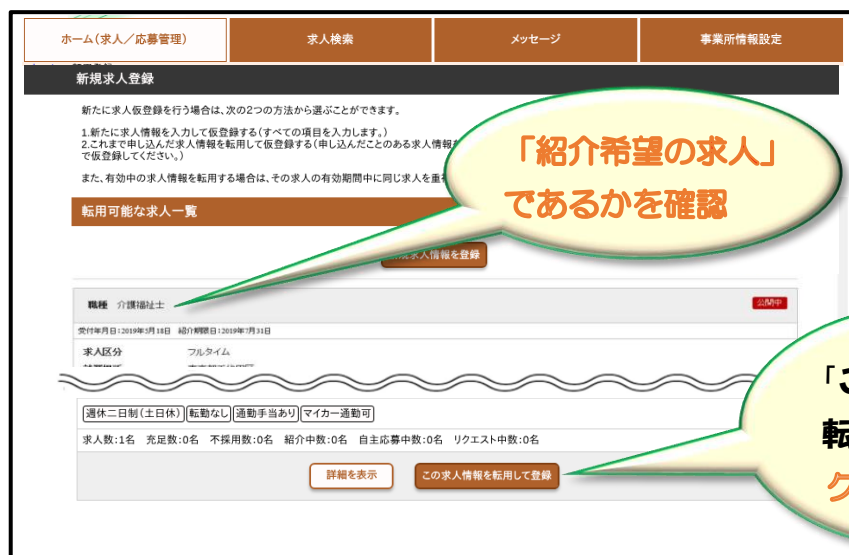 ホーム(求人/応募管理) 求人検索 メッセージ 事業所情報設定
新規求人登録
新たに求人仮登録を行う場合は、次の2つの方法から選ぶことができます。
1.新たに求人情報を入力して仮登録する(すべての項目を入力します。)
2.これまで申し込んだ求人情報を転用して仮登録する(申し込んだことのある求人情報を
で仮登録してください。)
また、有効中の求人情報を転用する場合は、その求人の有効期間中に同じ求人を重
「紹介希望の求人」
であるかを確認
転用可能な求人一覧
求人情報を登録
職種 介護福祉士
公開中
受付年月日:2019年3月18日 紹介期限日:2019年7月31日
求人区分 フルタイム
週休二日制(土日休) 転勤なし 通勤手当あり マイカー通勤可
求人数:1名 充足数:0名 不採用数:0名 紹介中数:0名 自主応募中数:0名 リクエスト中数:0名
詳細を表示 この求人情報を転用して登録
「こ
転
ク